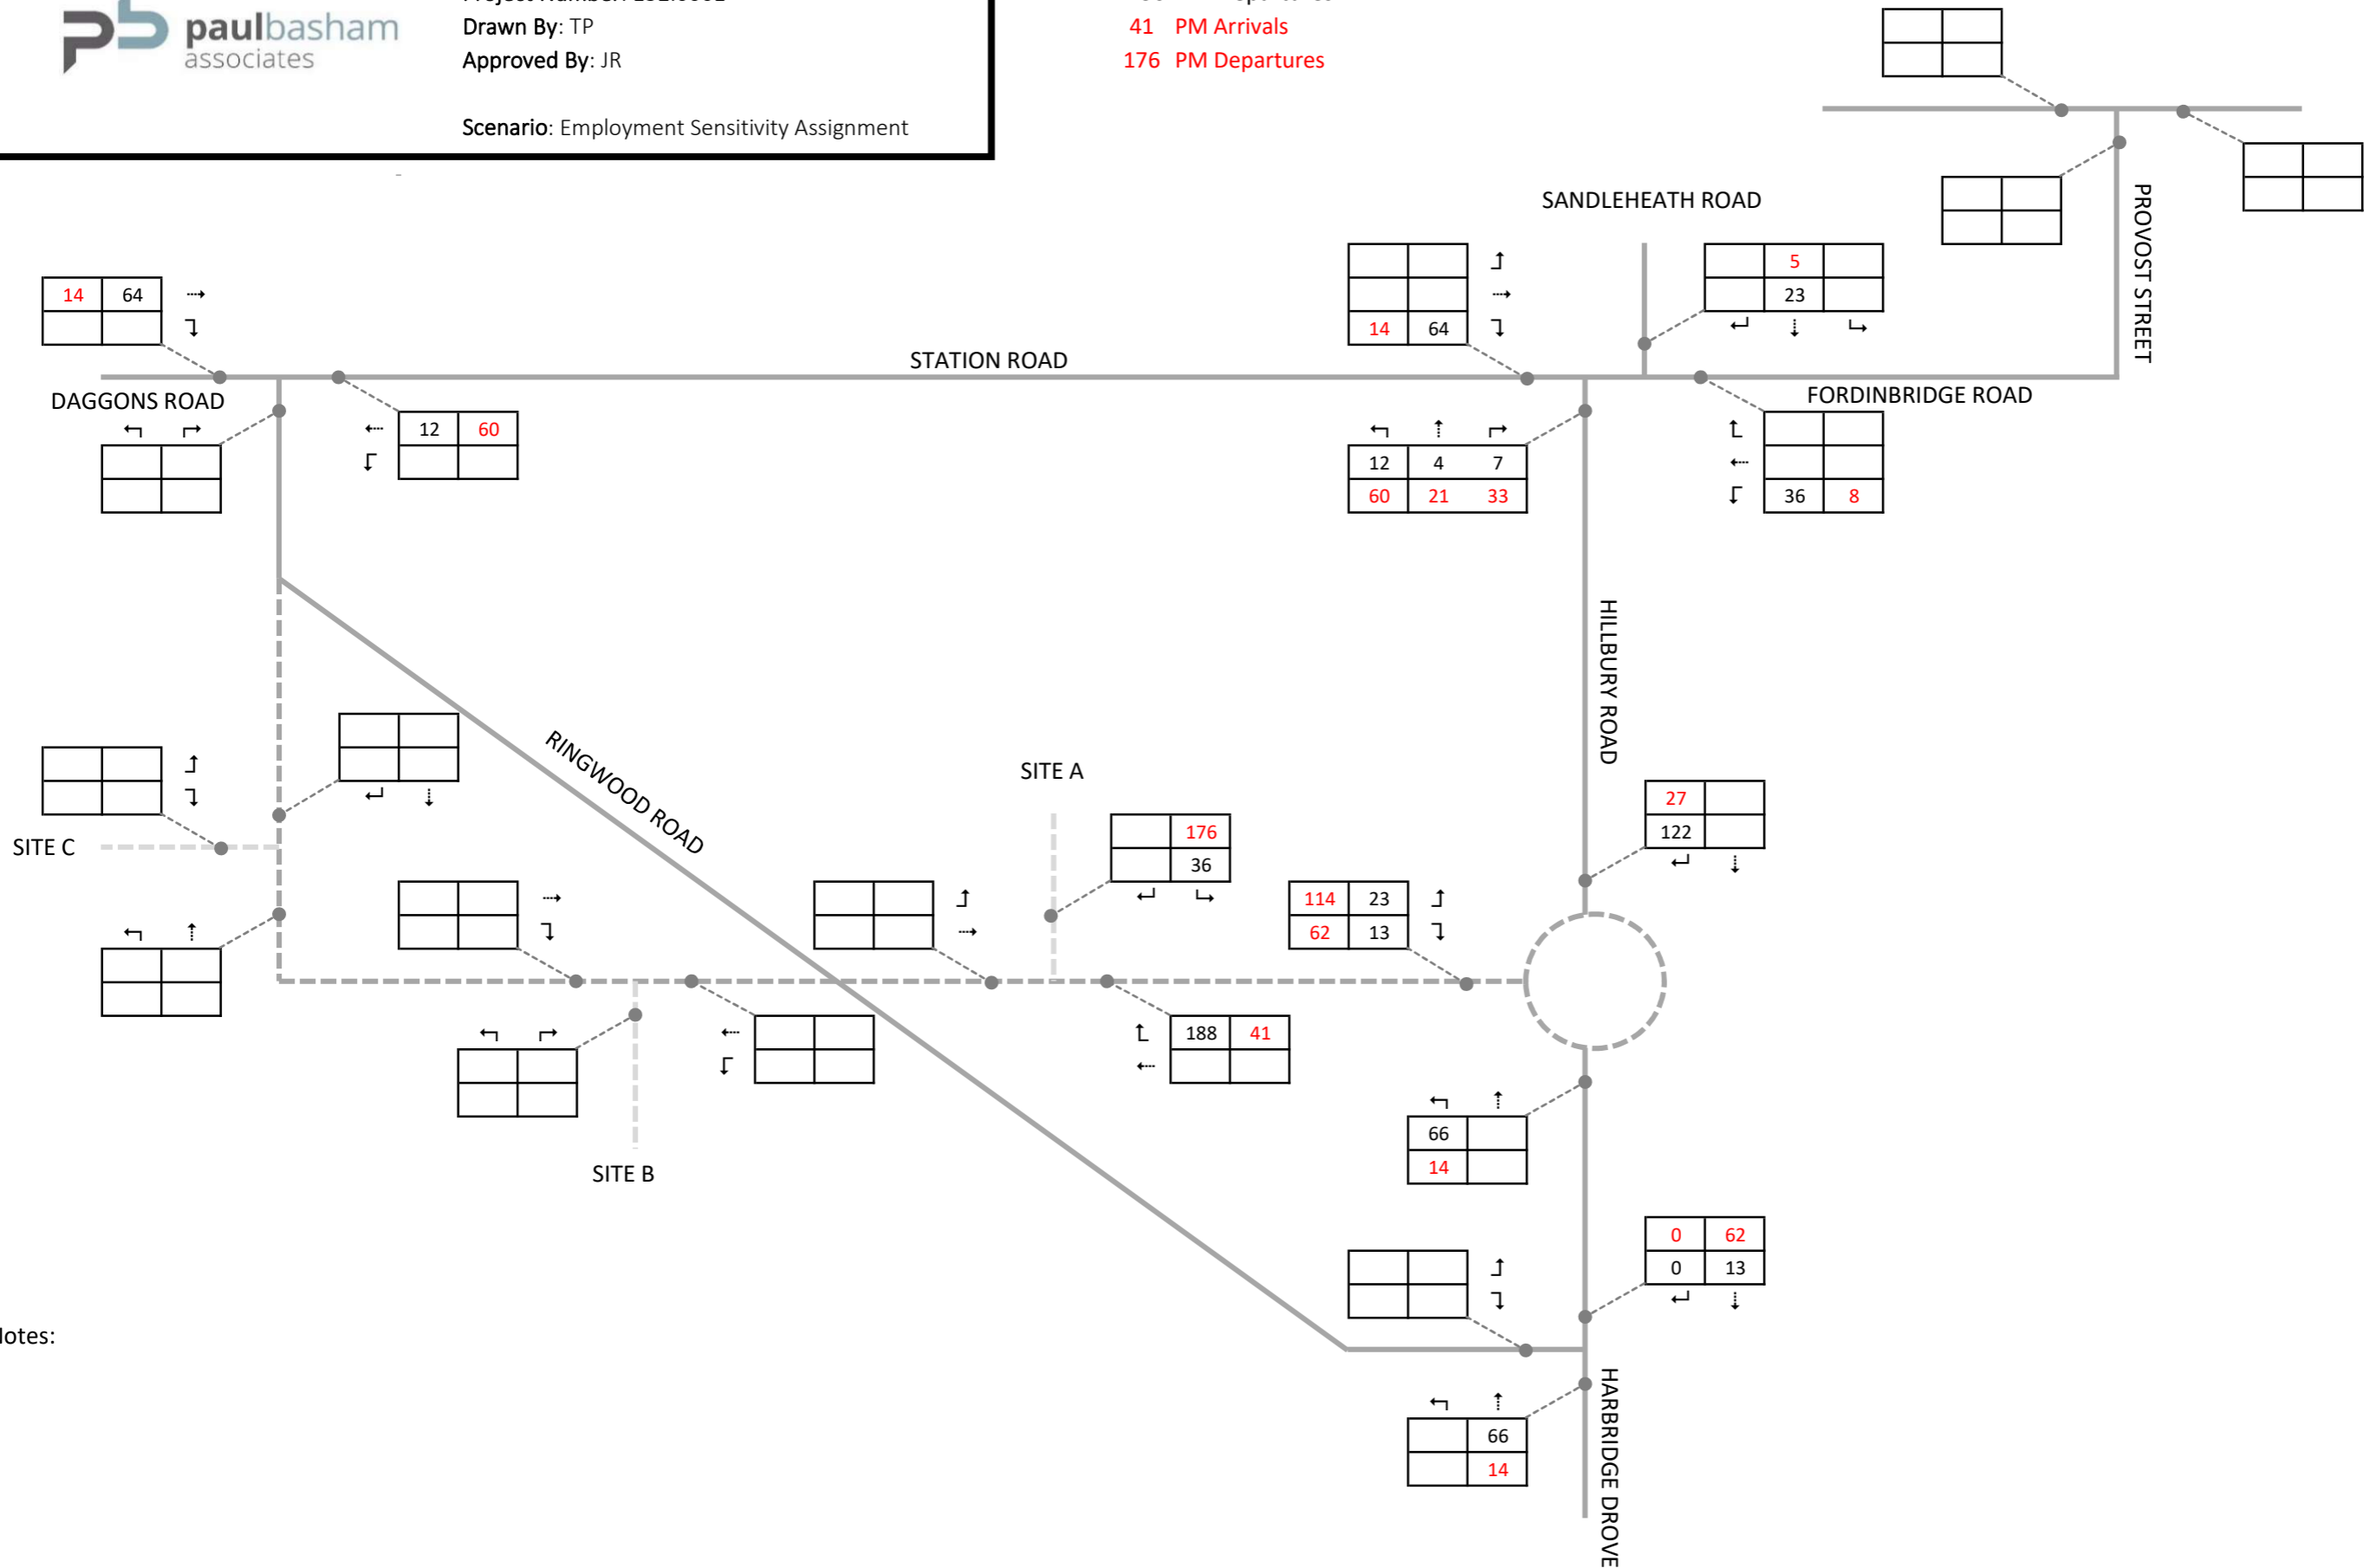 paulbasham
associates
Drawn By: TP
Approved By: JR
Scenario: Employment Sensitivity Assignment
41 PM Arrivals
176 PM Departures
SANDLEHEATH ROAD
PROVOST STREET
5
23
14 64
14 64
STATION ROAD
DAGGONS ROAD
FORDINBRIDGE ROAD
12 60
12 4 7
60 21 33
36 8
HILLBURY ROAD
RINGWOOD ROAD
SITE A
27
122
SITE C
176
36
114 23
62 13
188 41
66
14
SITE B
0 62
0 13
Notes:
HARBRIDGE DROVE
66
14